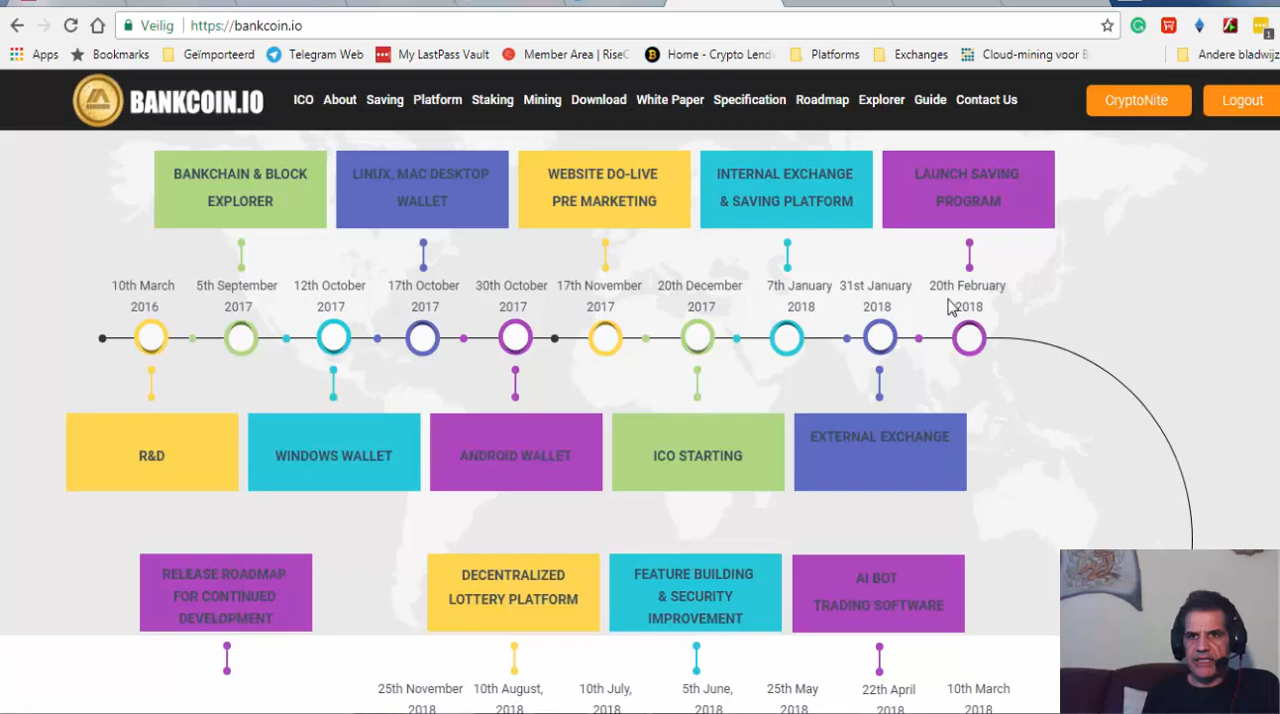 Veilig https://bankcoin.io
Apps Bookmarks Geïmporteerd Telegram Web My LastPass Vault Member Area | RiseC Home - Crypto Lend Platforms Exchanges Cloud-mining voor B Andere bladwijz
BANKCOIN.IO ICO About Saving Platform Staking Mining Download White Paper Specification Roadmap Explorer Guide Contact Us CryptoNite Logout
BANKCHAIN & BLOCK
EXPLORER
LINUX, MAC DESKTOP
WALLET
WEBSITE DO-LIVE
PRE MARKETING
INTERNAL EXCHANGE
& SAVING PLATFORM
LAUNCH SAVING
PROGRAM
10th March
2016
5th September
2017
12th October
2017
17th October
2017
30th October
2017
17th November
2017
20th December
2017
7th January
2018
31st January
2018
20th February
2018
R&D
WINDOWS WALLET
ANDROID WALLET
ICO STARTING
EXTERNAL EXCHANGE
RELEASE ROADMAP
FOR CONTINUED
DEVELOPMENT
DECENTRALIZED
LOTTERY PLATFORM
FEATURE BUILDING
& SECURITY
IMPROVEMENT
AI BOT
TRADING SOFTWARE
25th November
2018
10th August,
2018
10th July,
2018
5th June,
2018
25th May
2018
22th April
2018
10th March
2018